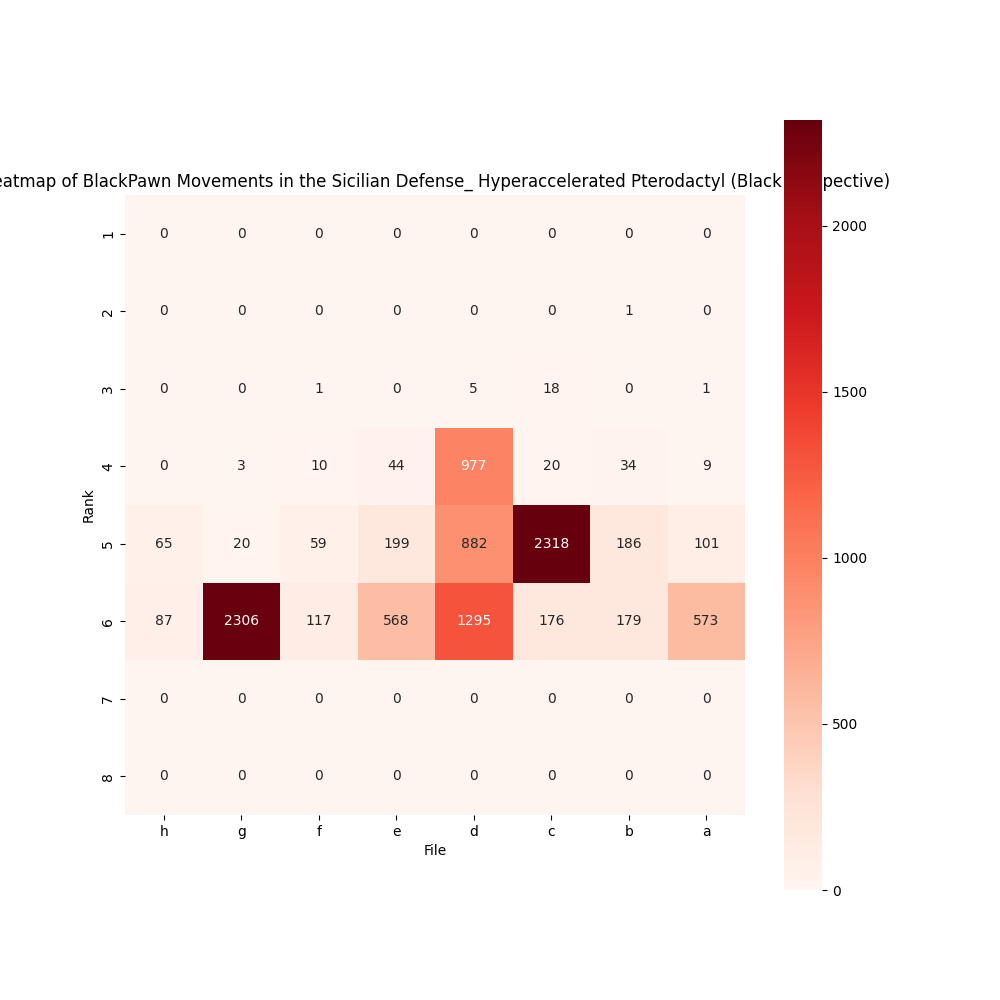 eatmap of BlackPawn Movements in the Sicilian Defense_ Hyperaccelerated Pterodactyl (Black pective)
2000
1500
1000
500
0
Rank
1 0 0 0 0 0 0 0 0
2 0 0 0 0 0 0 1 0
3 0 0 1 0 5 18 0 1
4 0 3 10 44 977 20 34 9
5 65 20 59 199 882 2318 186 101
6 87 2306 117 568 1295 176 179 573
7 0 0 0 0 0 0 0 0
8 0 0 0 0 0 0 0 0
h g f e d c b a
File